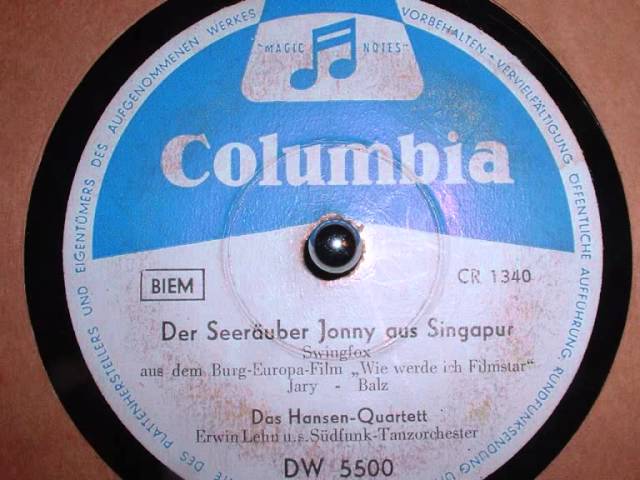 DES PLATTENHERSTELLERS UND EIGENTÜMERS DES AUFGENOMMENEN WERKES VORBEHALTEN · VERVIELFÄLTIGUNG, ÖFFENTLICHE AUFFÜHRUNG, RUNDFUNKSENDUNG
"MAGIC NOTES"
Columbia
BIEM
CR 1340
Der Seeräuber Jonny aus Singapur
Swingfox
aus dem Burg-Europa-Film „Wie werde ich Filmstar"
Jary - Balz
Das Hansen-Quartett
Erwin Lehn u. s. Südfunk-Tanzorchester
DW 5500